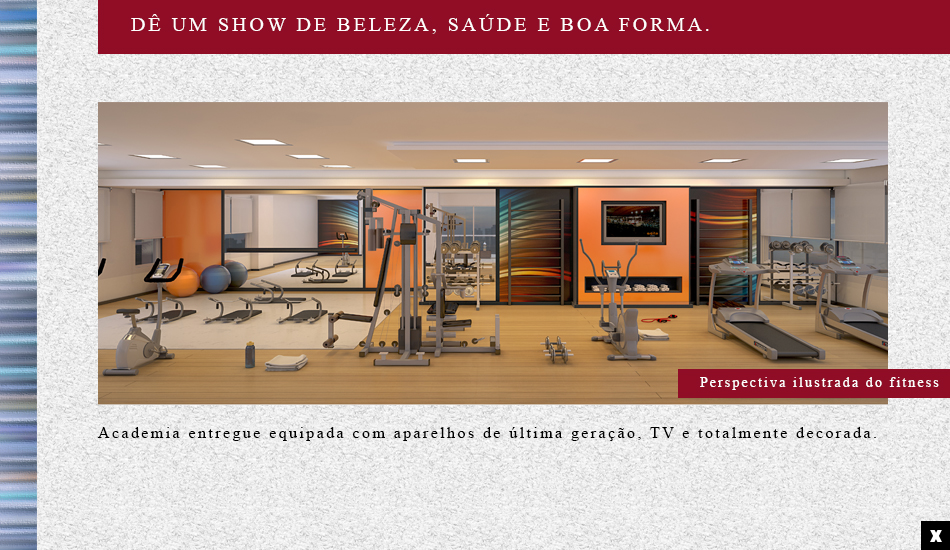 DÊ UM SHOW DE BELEZA, SAÚDE E BOA FORMA.
Perspectiva ilustrada do fitness
Academia entregue equipada com aparelhos de última geração, TV e totalmente decorada.
X